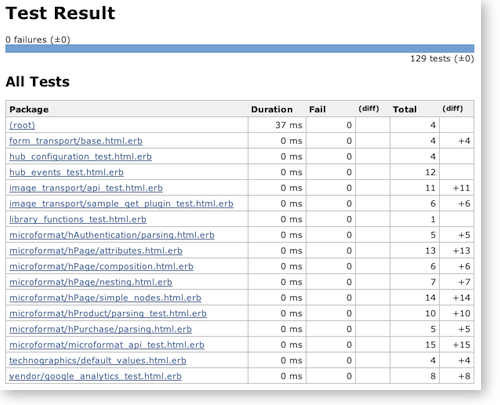 Test Result
0 failures (±0)
129 tests (±0)
All Tests
Package Duration Fail (diff) Total (diff)
(root) 37 ms 0 4
form_transport/base.html.erb 0 ms 0 4 +4
hub_configuration_test.html.erb 0 ms 0 4
hub_events_test.html.erb 0 ms 0 12
image_transport/api_test.html.erb 0 ms 0 11 +11
image_transport/sample_get_plugin_test.html.erb 0 ms 0 6 +6
library_functions_test.html.erb 0 ms 0 1
microformat/hAuthentication/parsing.html.erb 0 ms 0 5 +5
microformat/hPage/attributes.html.erb 0 ms 0 13 +13
microformat/hPage/composition.html.erb 0 ms 0 6 +6
microformat/hPage/nesting.html.erb 0 ms 0 7 +7
microformat/hPage/simple_nodes.html.erb 0 ms 0 14 +14
microformat/hProduct/parsing_test.html.erb 0 ms 0 10 +10
microformat/hPurchase/parsing.html.erb 0 ms 0 5 +5
microformat/microformat_api_test.html.erb 0 ms 0 15 +15
technographics/default_values.html.erb 0 ms 0 4 +4
vendor/google_analytics_test.html.erb 0 ms 0 8 +8